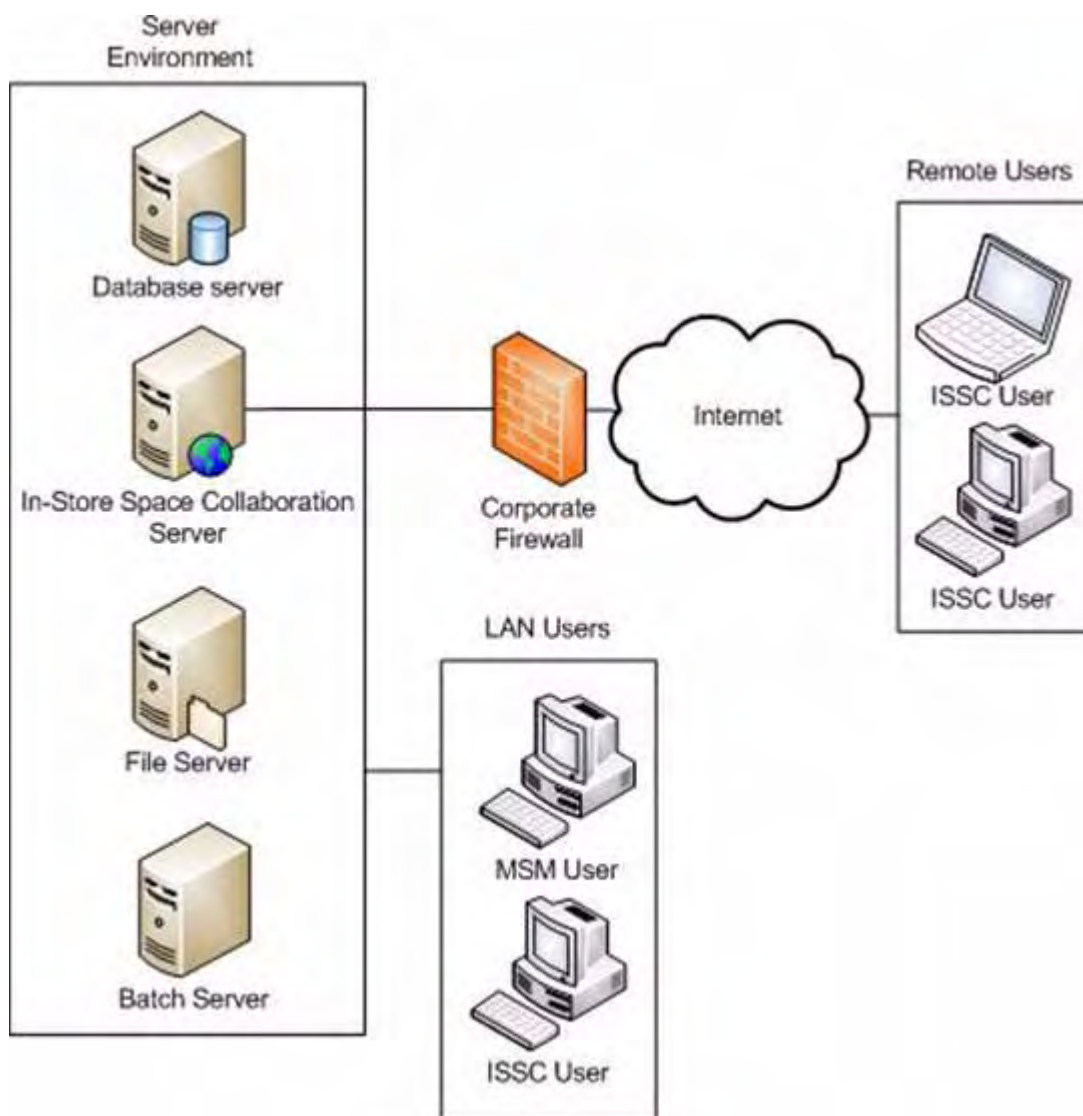 Server
Environment
Database server
In-Store Space Collaboration
Server
File Server
Batch Server
Corporate
Firewall
Internet
Remote Users
ISSC User
ISSC User
LAN Users
MSM User
ISSC User